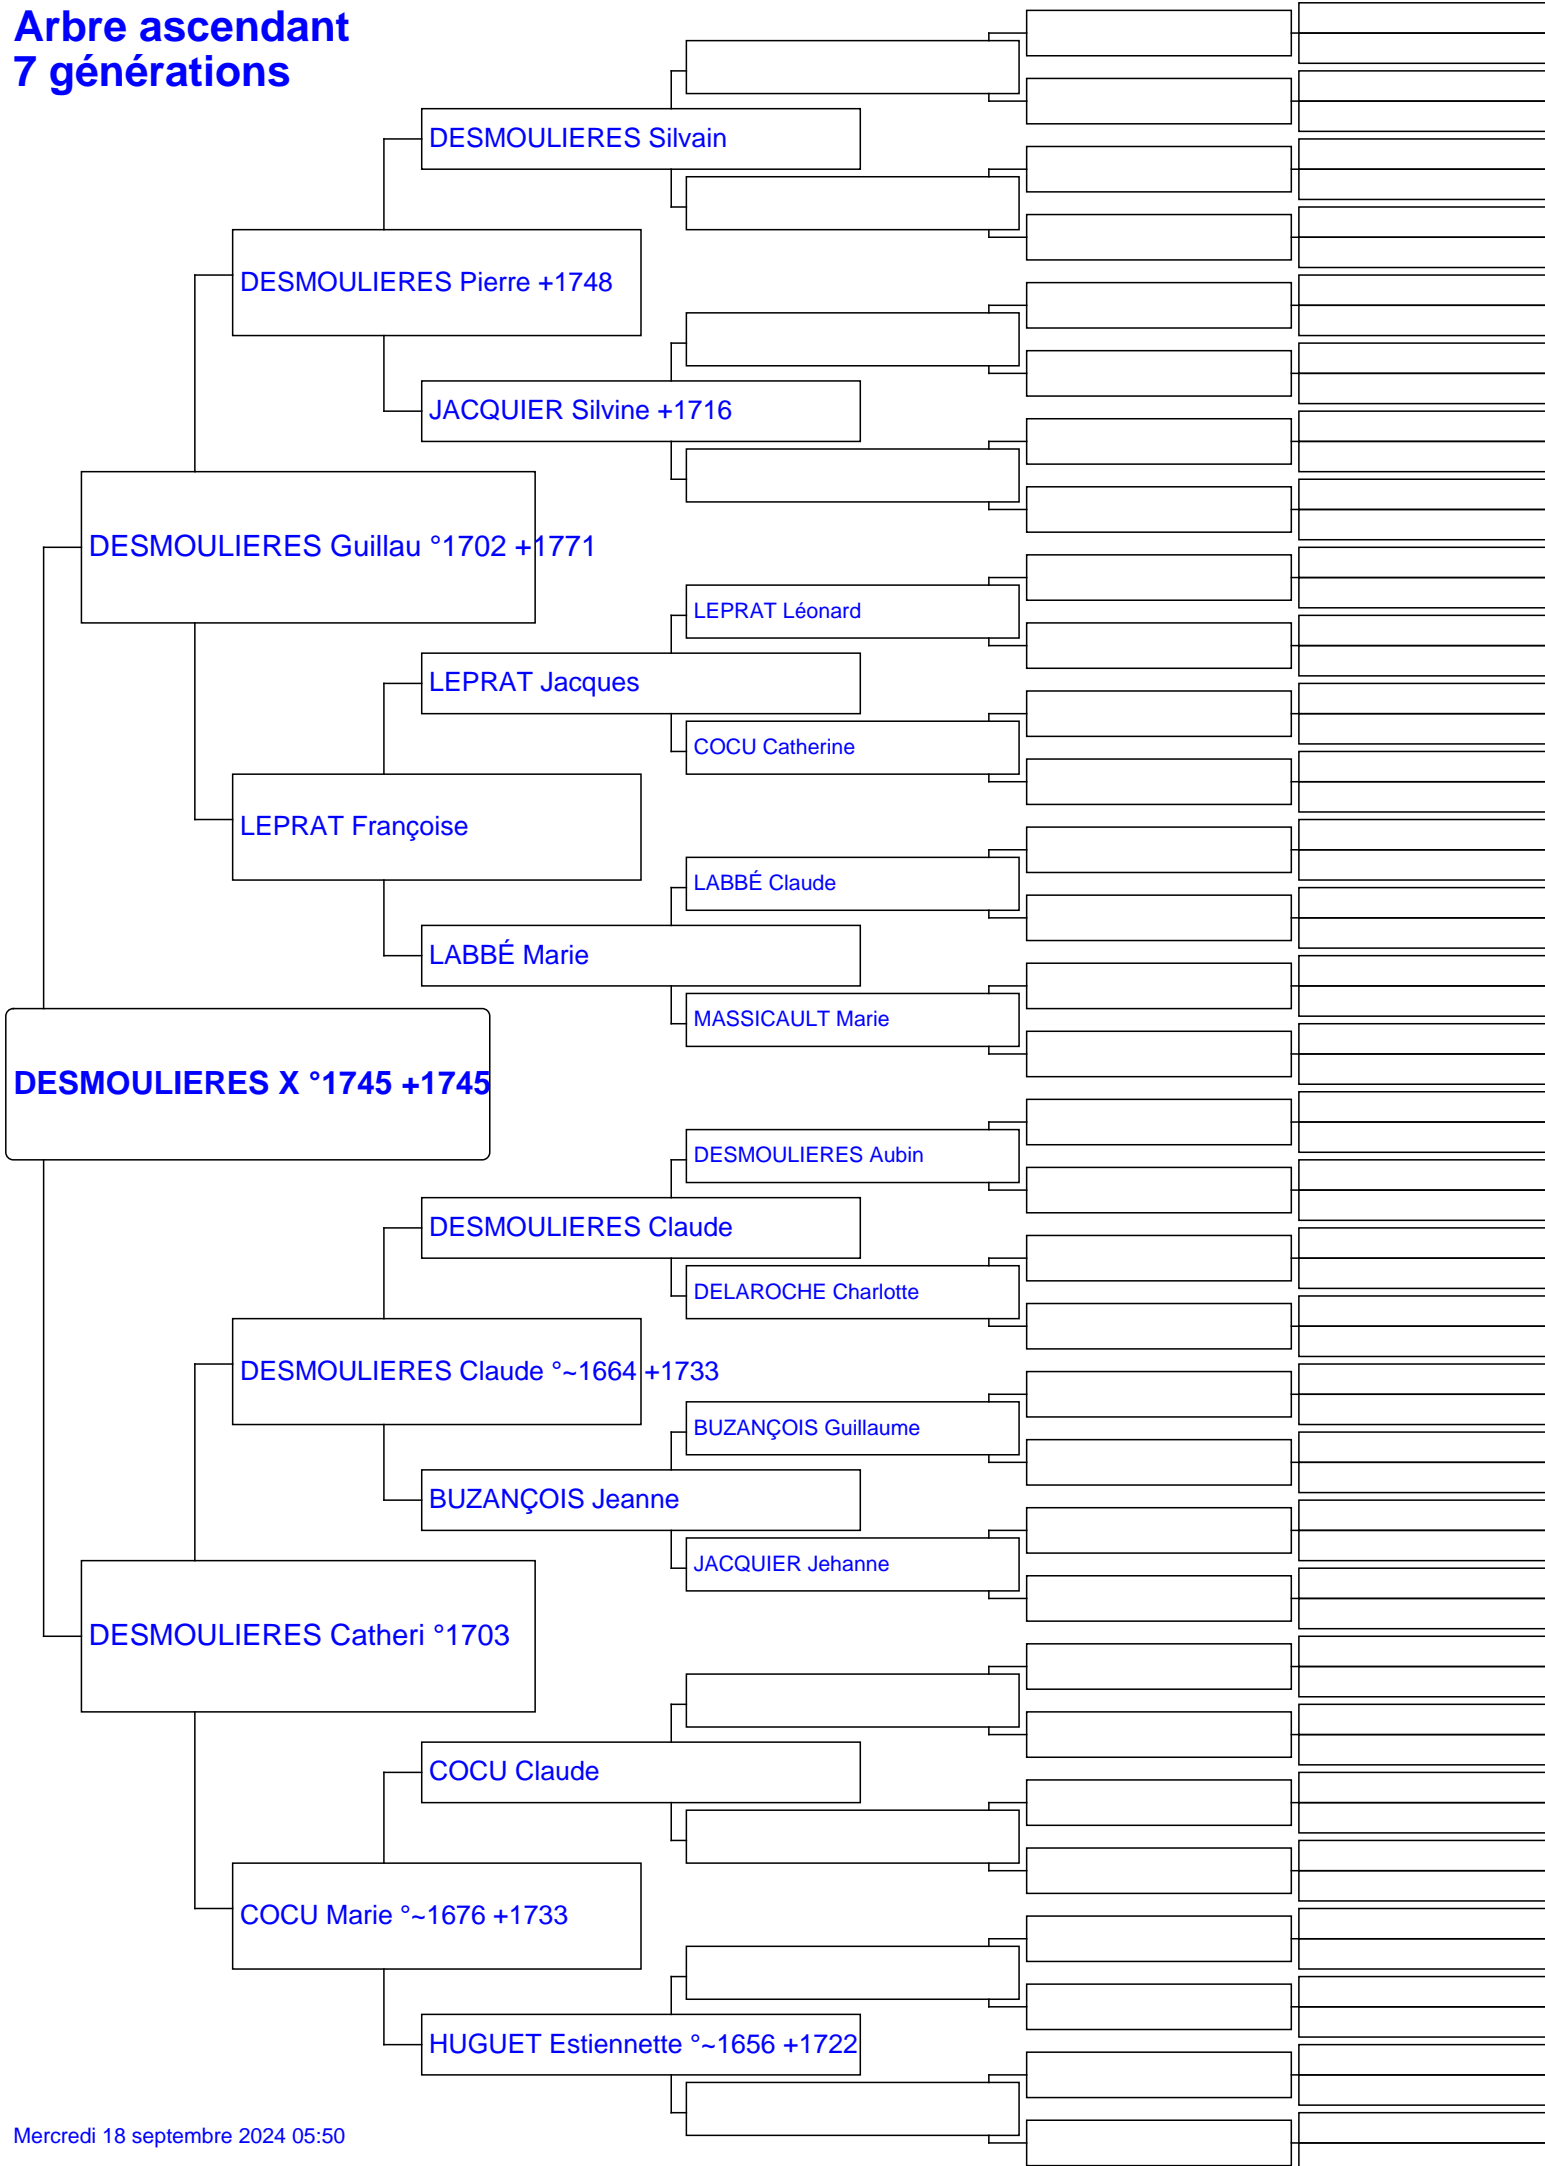 Arbre ascendant
7 générations
DESMOULIERES Silvain
DESMOULIERES Pierre +1748
JACQUIER Silvine +1716
DESMOULIERES Guillau °1702 +1771
LEPRAT Léonard
LEPRAT Jacques
COCU Catherine
LEPRAT Françoise
LABBÉ Claude
LABBÉ Marie
MASSICAULT Marie
DESMOULIERES X °1745 +1745
DESMOULIERES Aubin
DESMOULIERES Claude
DELAROCHE Charlotte
DESMOULIERES Claude °~1664 +1733
BUZANÇOIS Guillaume
BUZANÇOIS Jeanne
JACQUIER Jehanne
DESMOULIERES Catheri °1703
COCU Claude
COCU Marie °~1676 +1733
HUGUET Estiennette °~1656 +1722
Mercredi 18 septembre 2024 05:50